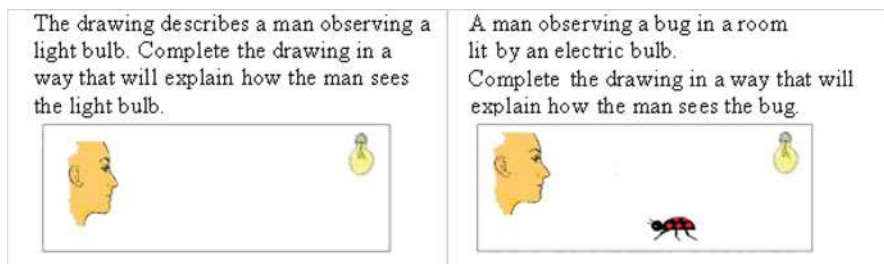 The drawing describes a man observing a
light bulb. Complete the drawing in a
way that will explain how the man sees
the light bulb.
A man observing a bug in a room
lit by an electric bulb.
Complete the drawing in a way that will
explain how the man sees the bug.